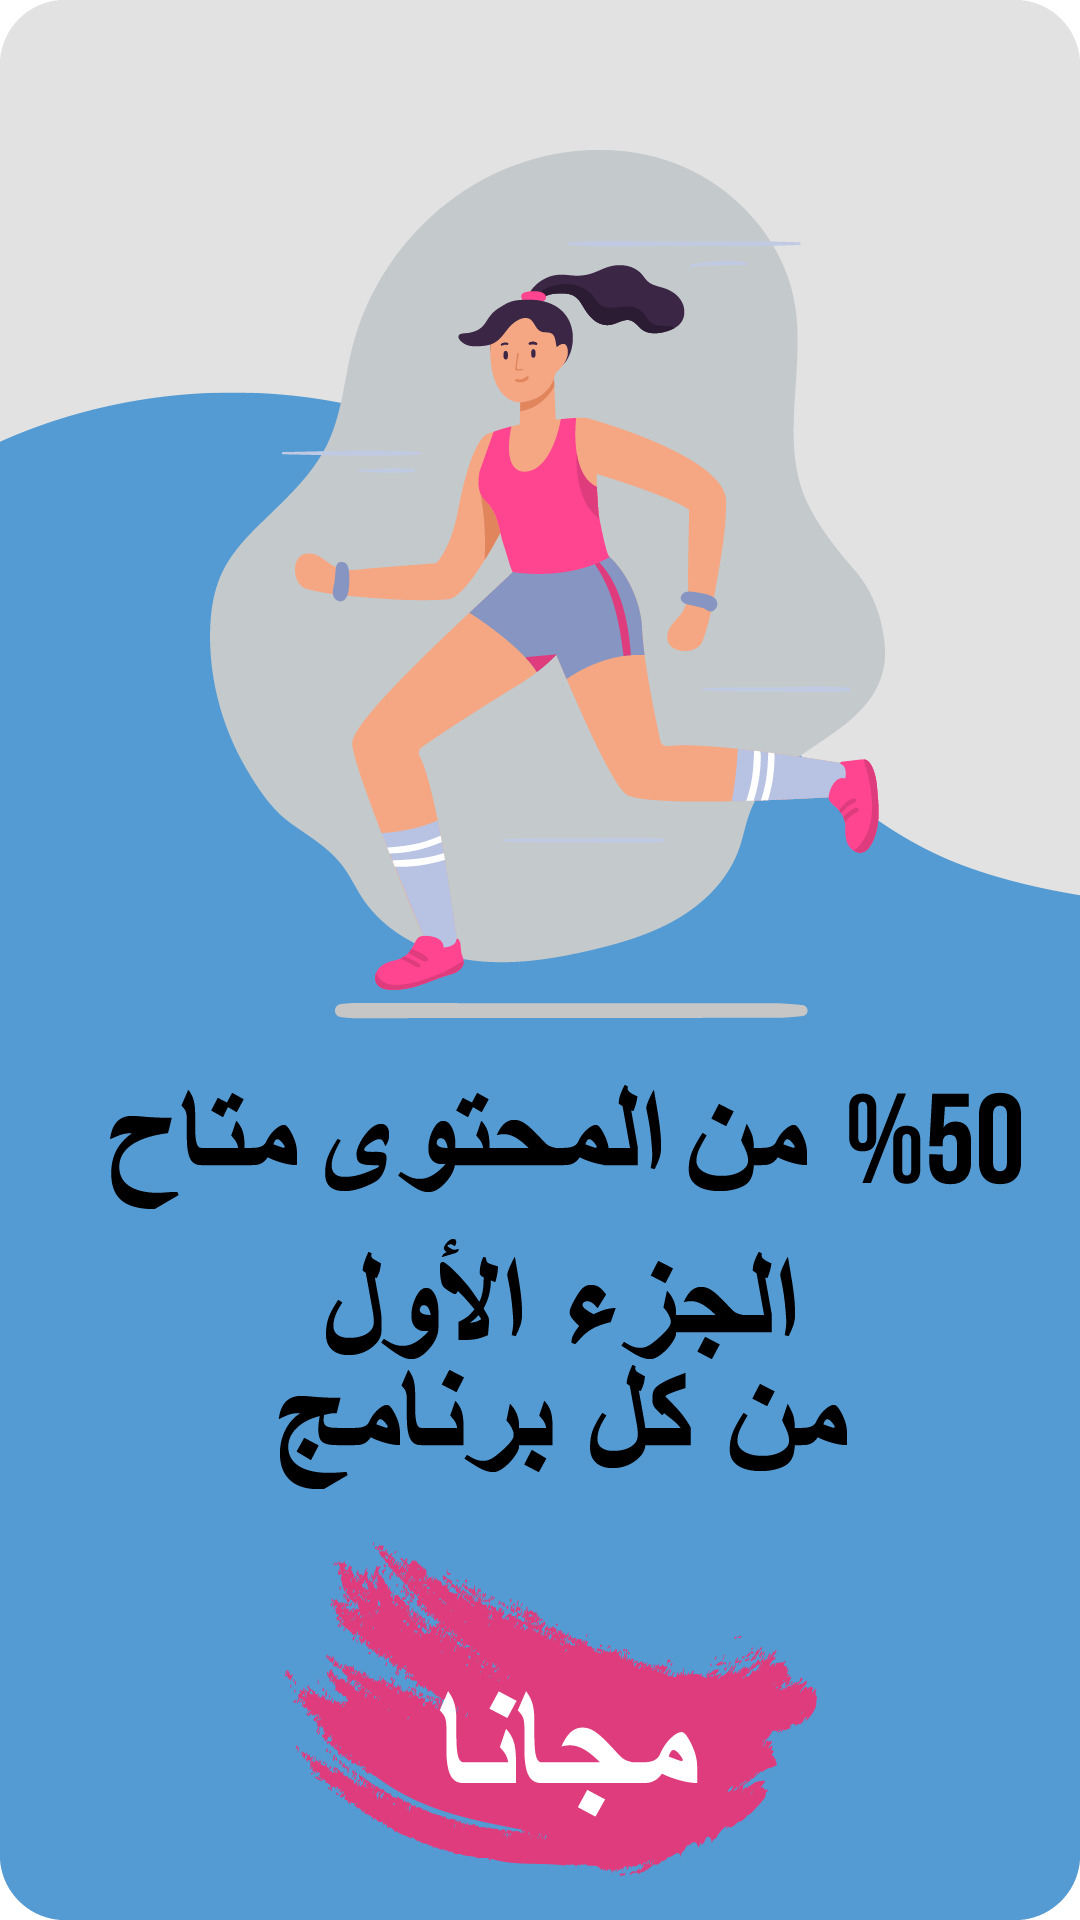 %50 من المحتوى متاح
الجزء الأول
من كل برنامج
مجانا